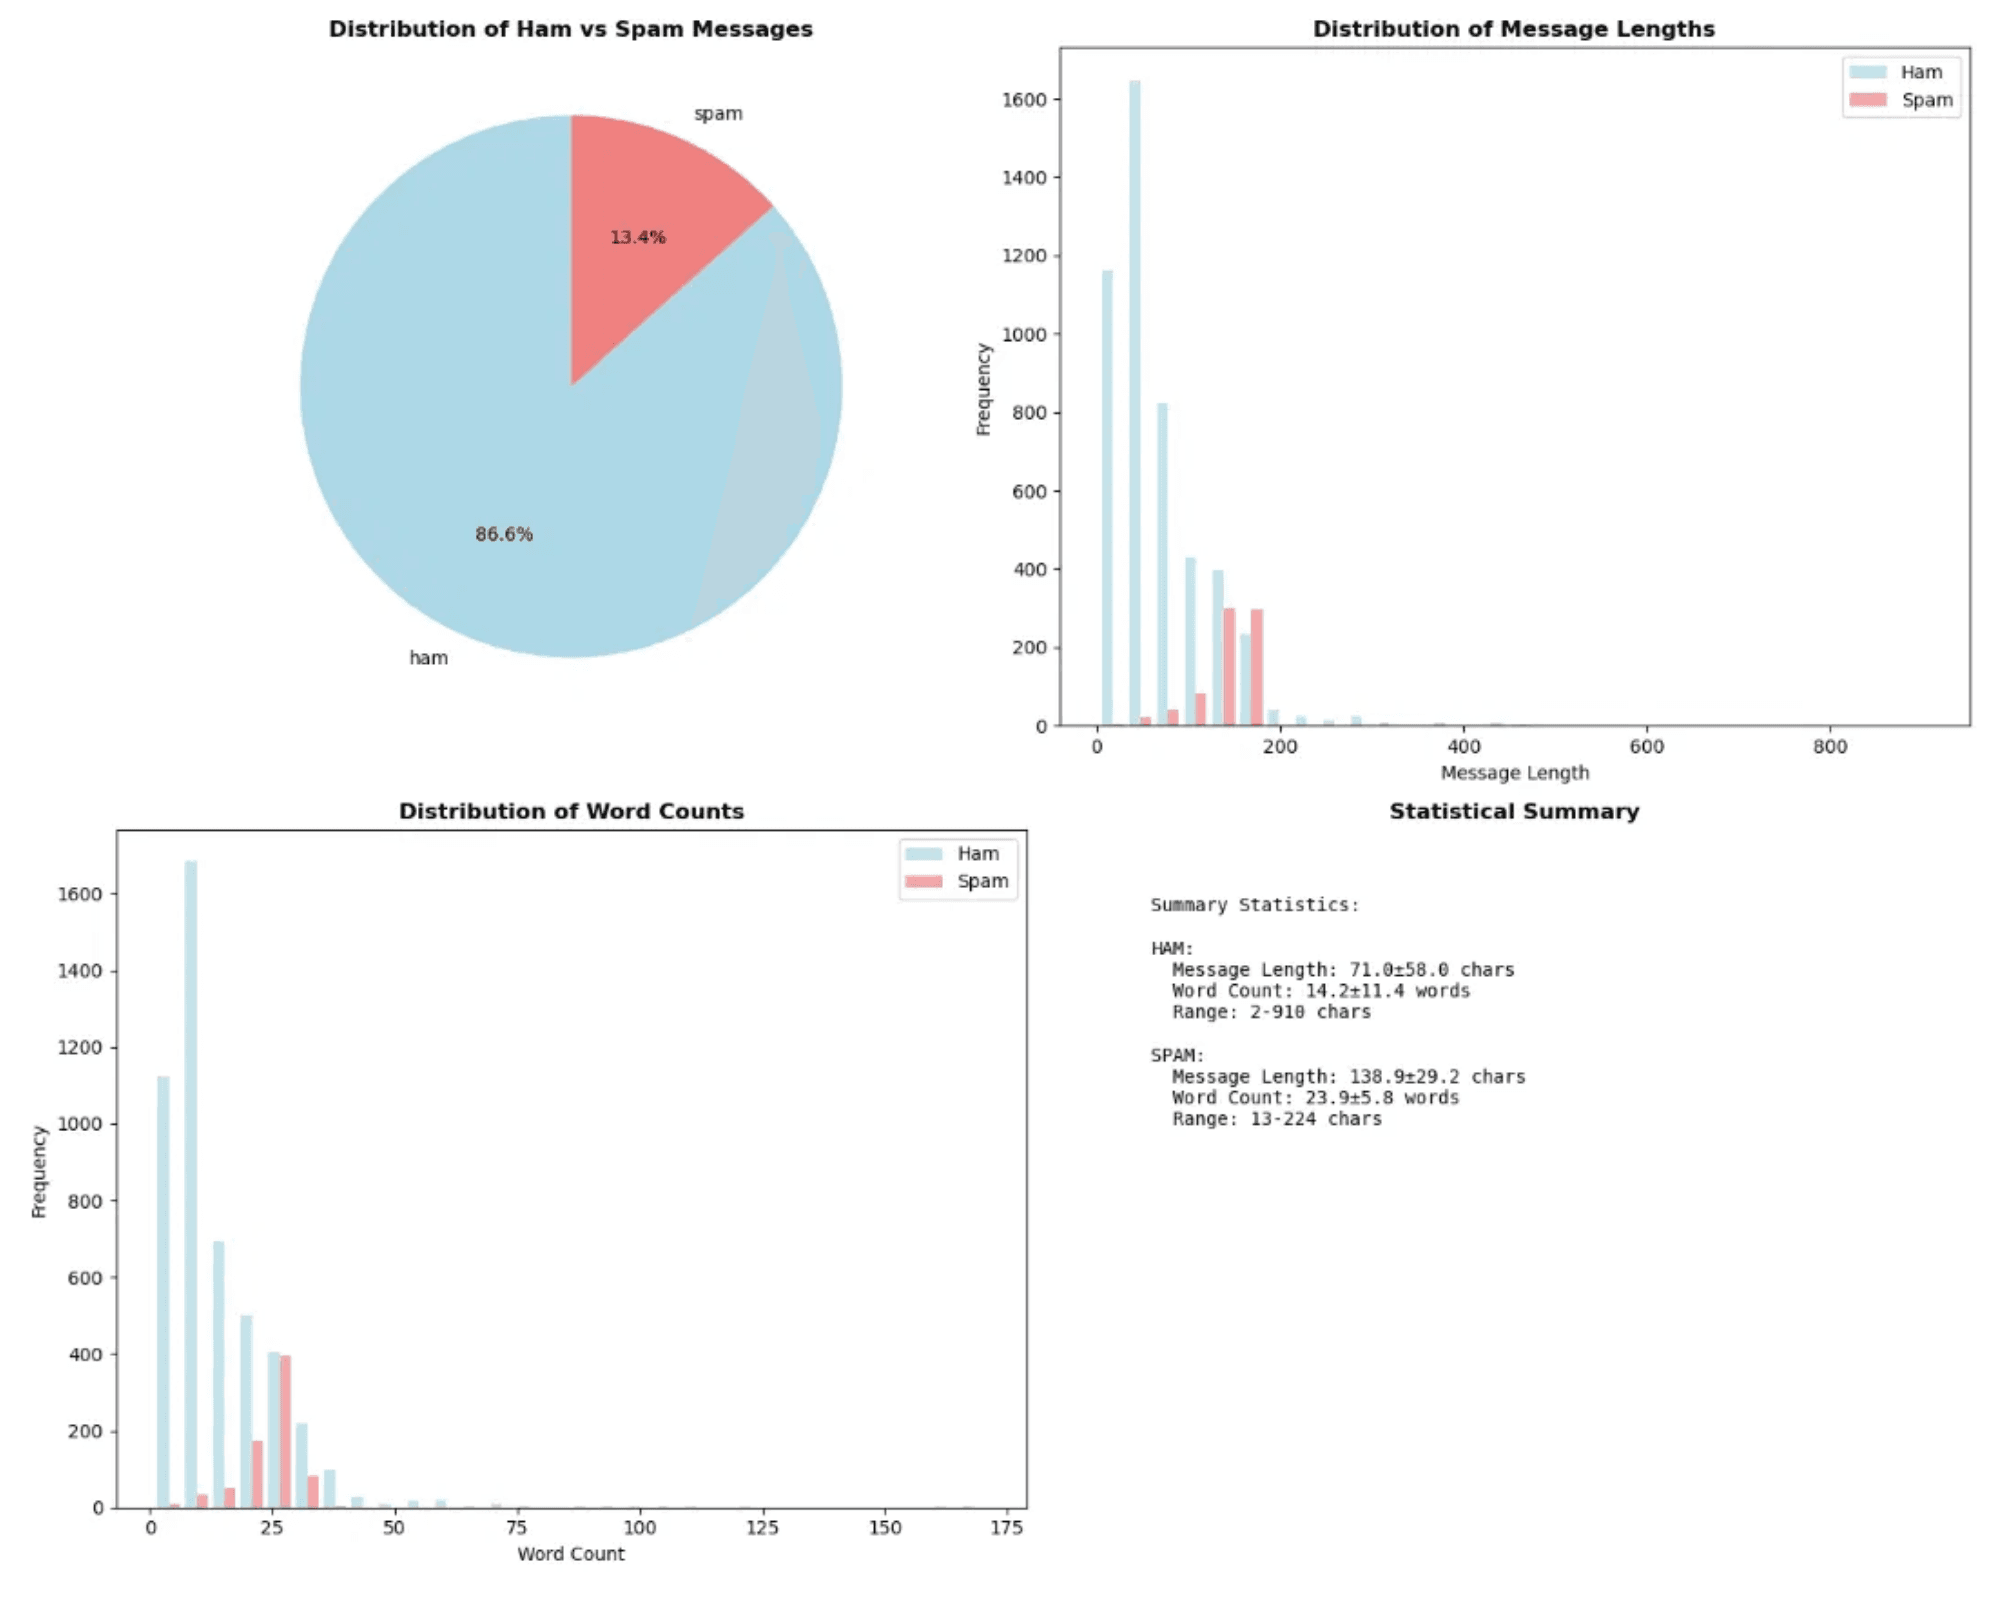 Distribution of Ham vs Spam Messages
spam
13.4%
86.6%
ham
Distribution of Message Lengths
Ham
Spam
1600
1400
1200
1000
800
600
400
200
0
Frequency
0 200 400 600 800
Message Length
Distribution of Word Counts
Ham
Spam
1600
1400
1200
1000
800
600
400
200
0
Frequency
0 25 50 75 100 125 150 175
Word Count
Statistical Summary
Summary Statistics:
HAM:
Message Length: 71.0±58.0 chars
Word Count: 14.2±11.4 words
Range: 2-910 chars
SPAM:
Message Length: 138.9±29.2 chars
Word Count: 23.9±5.8 words
Range: 13-224 chars